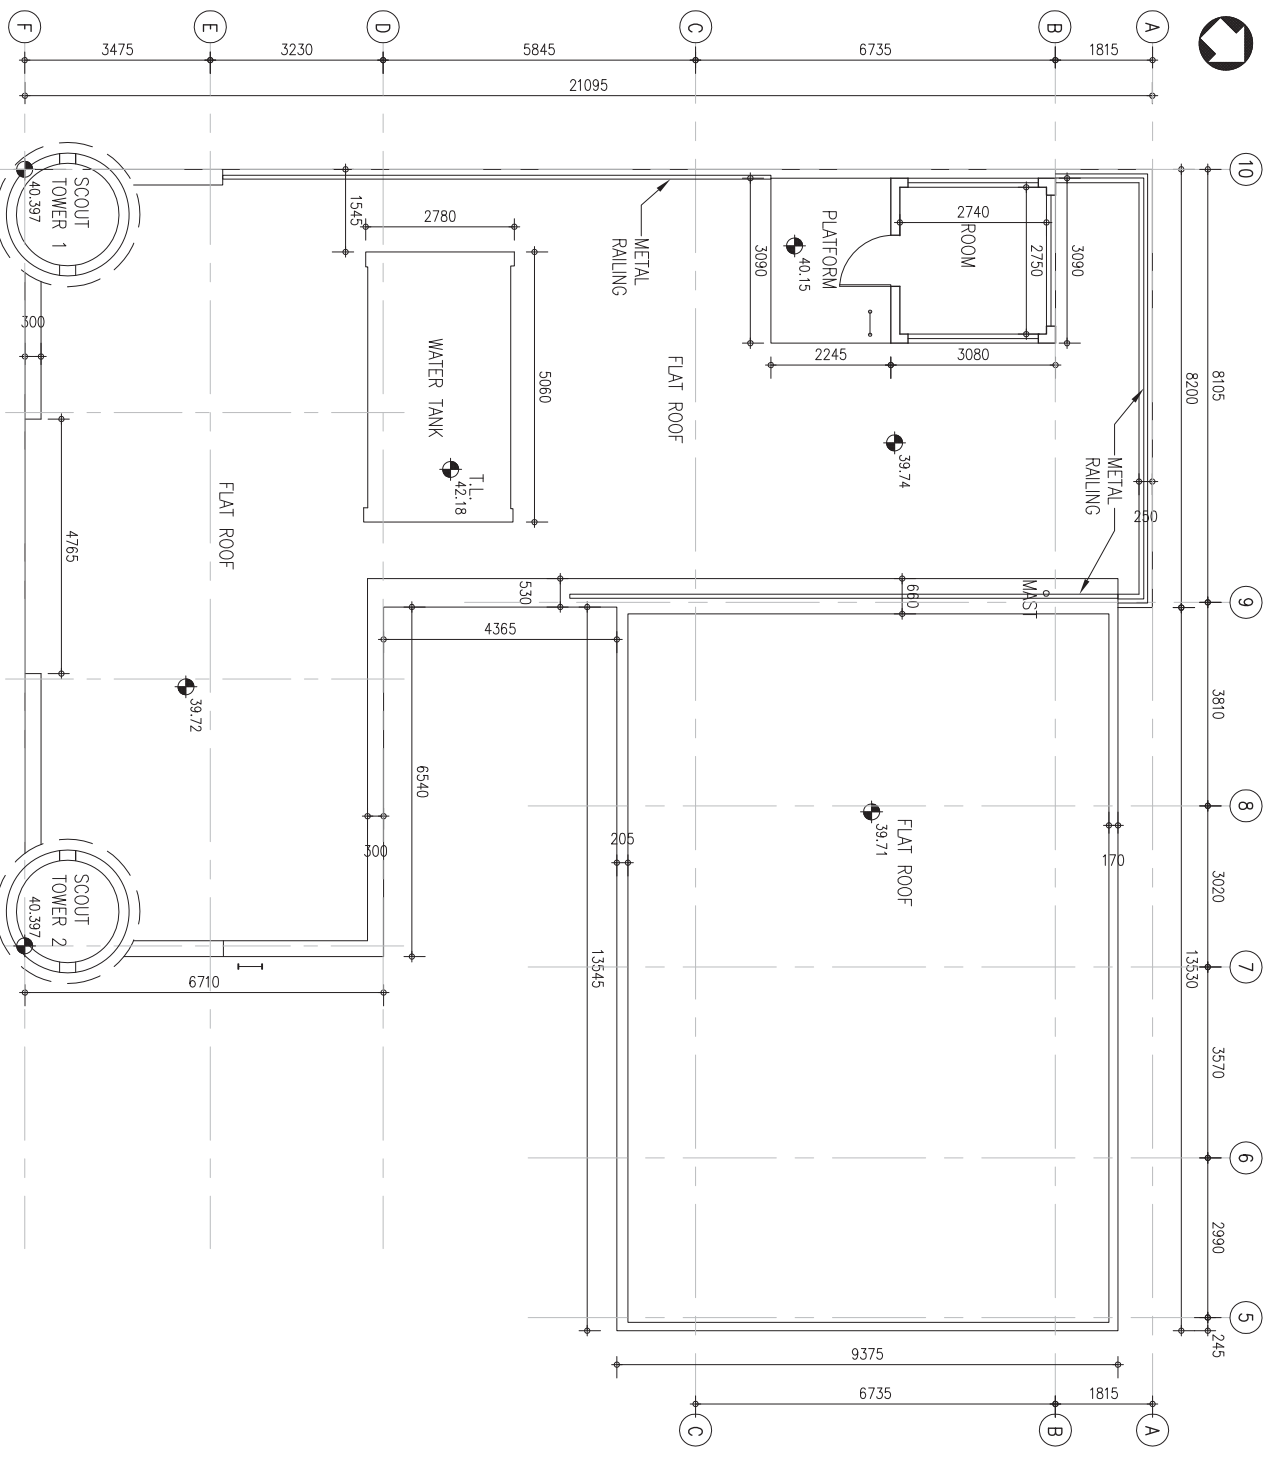 F
E
D
C
B
A
3475
3230
5845
6735
1815
21095
10
9
8
7
6
5
8105
3810
3020
3570
2990
245
8200
13530
SCOUT
TOWER 1
40.397
1545
2780
METAL
RAILING
PLATFORM
40.15
ROOM
2740
2750
3090
3090
2245
3080
300
WATER TANK
T.L.
42.18
5060
FLAT ROOF
39.74
METAL
RAILING
250
4765
FLAT ROOF
39.72
530
660
MAST
4365
6540
300
205
FLAT ROOF
39.71
170
SCOUT
TOWER 2
40.397
6710
13545
9375
6735
1815
C
B
A